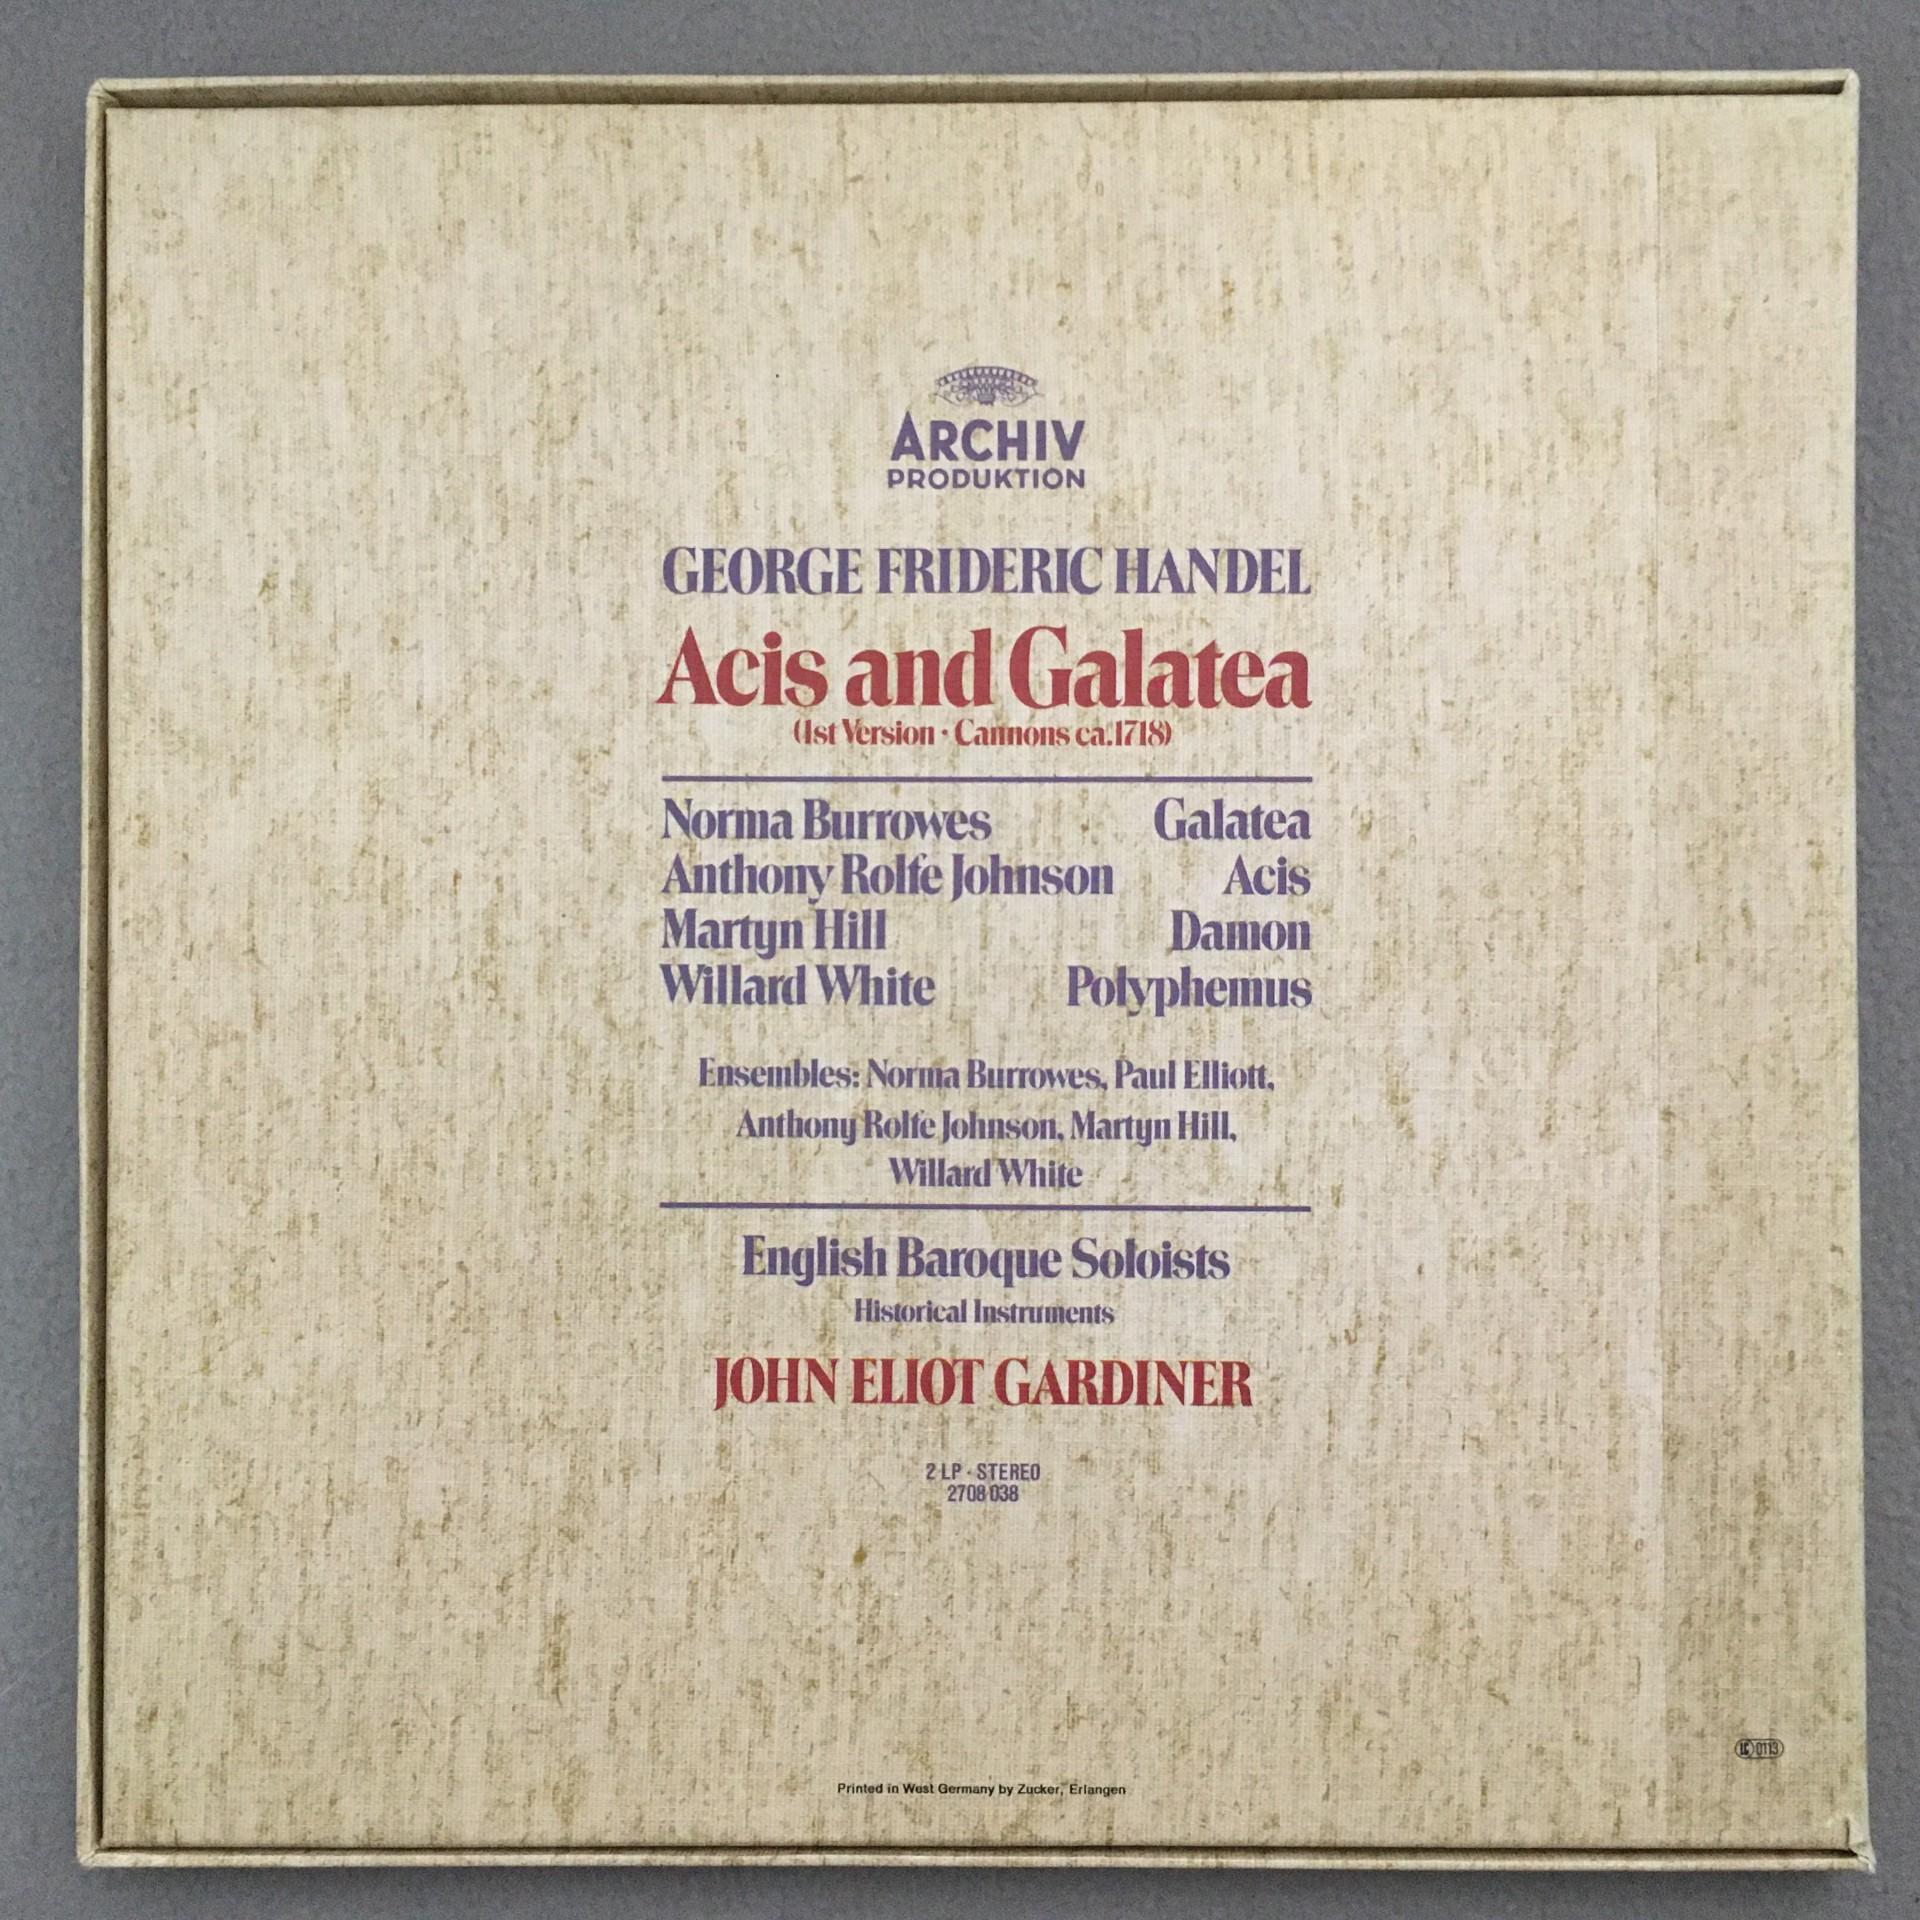 ARCHIV
PRODUKTION
GEORGE FRIDERIC HANDEL
Acis and Galatea
(1st Version · Cannons ca.1718)
Norma Burrowes Galatea
Anthony Rolfe Johnson Acis
Martyn Hill Damon
Willard White Polyphemus
Ensembles: Norma Burrowes, Paul Elliott,
Anthony Rolfe Johnson, Martyn Hill,
Willard White
English Baroque Soloists
Historical Instruments
JOHN ELIOT GARDINER
2 LP · STEREO
2708 038
LC 0113
Printed in West Germany by Zucker, Erlangen